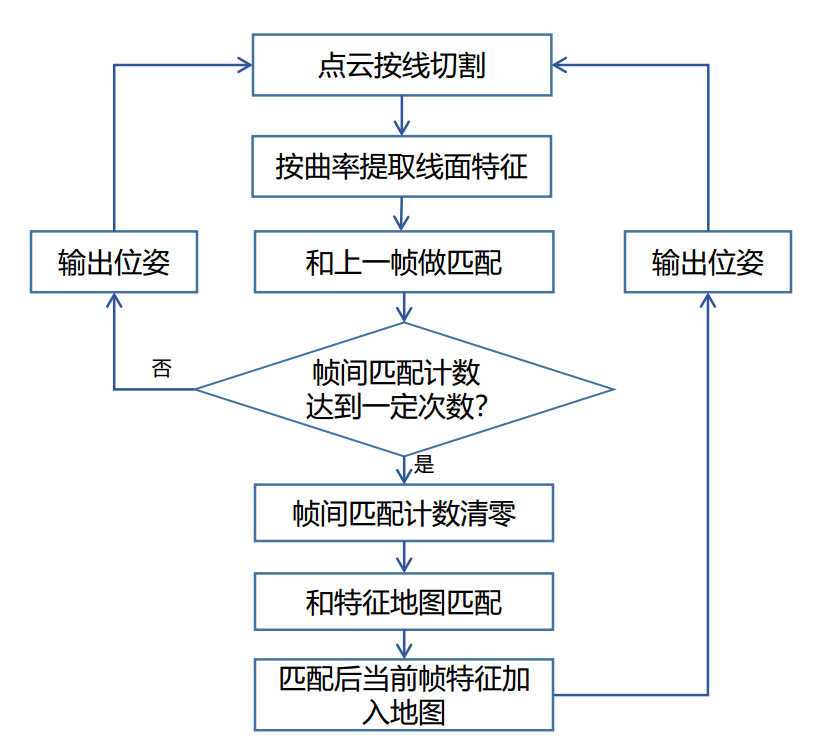 点云按线切割
按曲率提取线面特征
输出位姿
和上一帧做匹配
输出位姿
否
帧间匹配计数
达到一定次数？
是
帧间匹配计数清零
和特征地图匹配
匹配后当前帧特征加
入地图